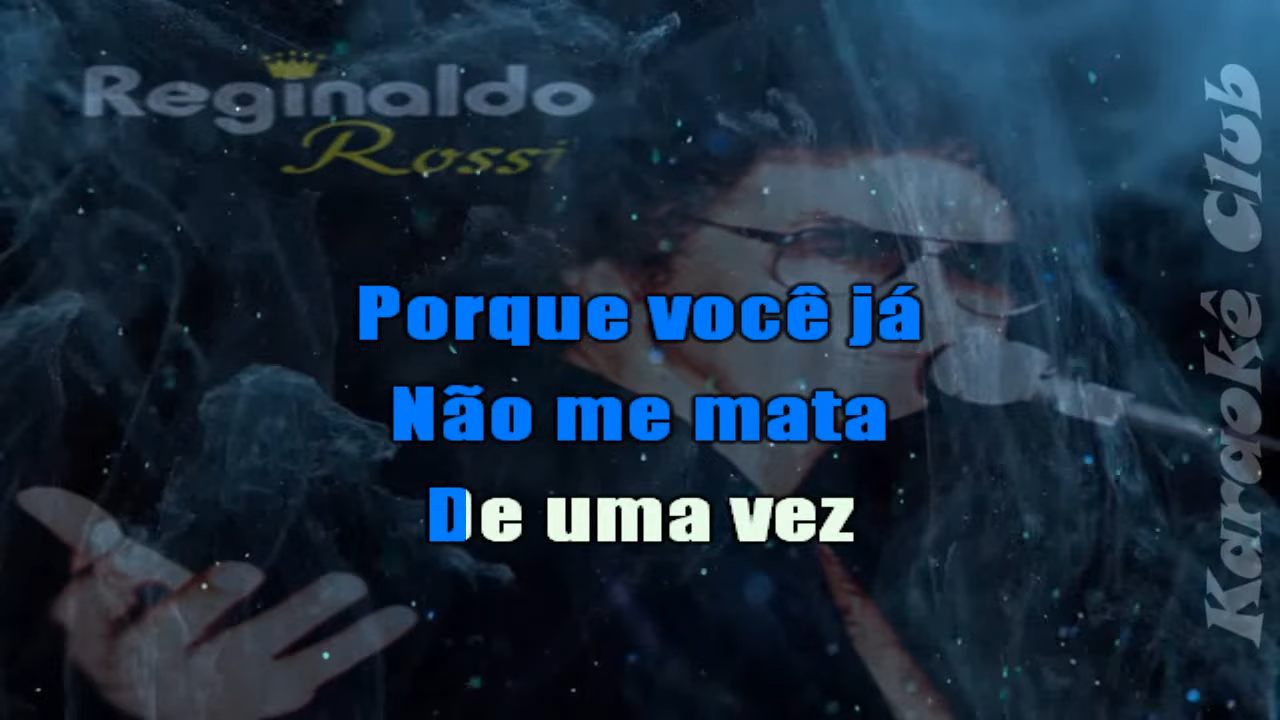 Reginaldo
Rossi
Porque você já
Não me mata
De uma vez
Karaokê Club